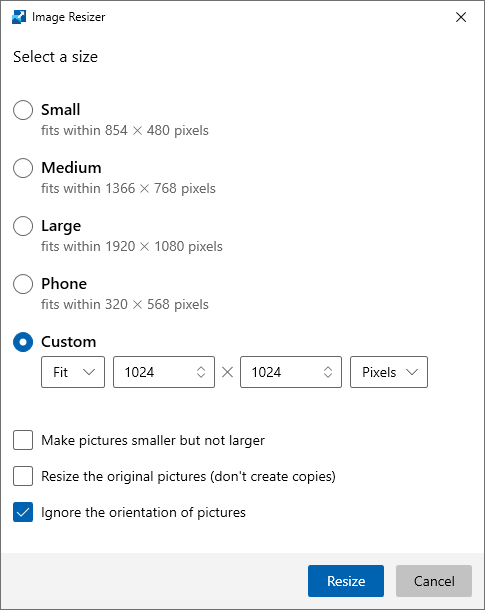 Image Resizer
Select a size
Small
fits within 854 × 480 pixels
Medium
fits within 1366 × 768 pixels
Large
fits within 1920 × 1080 pixels
Phone
fits within 320 × 568 pixels
Custom
Fit 1024 × 1024 Pixels
Make pictures smaller but not larger
Resize the original pictures (don't create copies)
Ignore the orientation of pictures
Resize Cancel